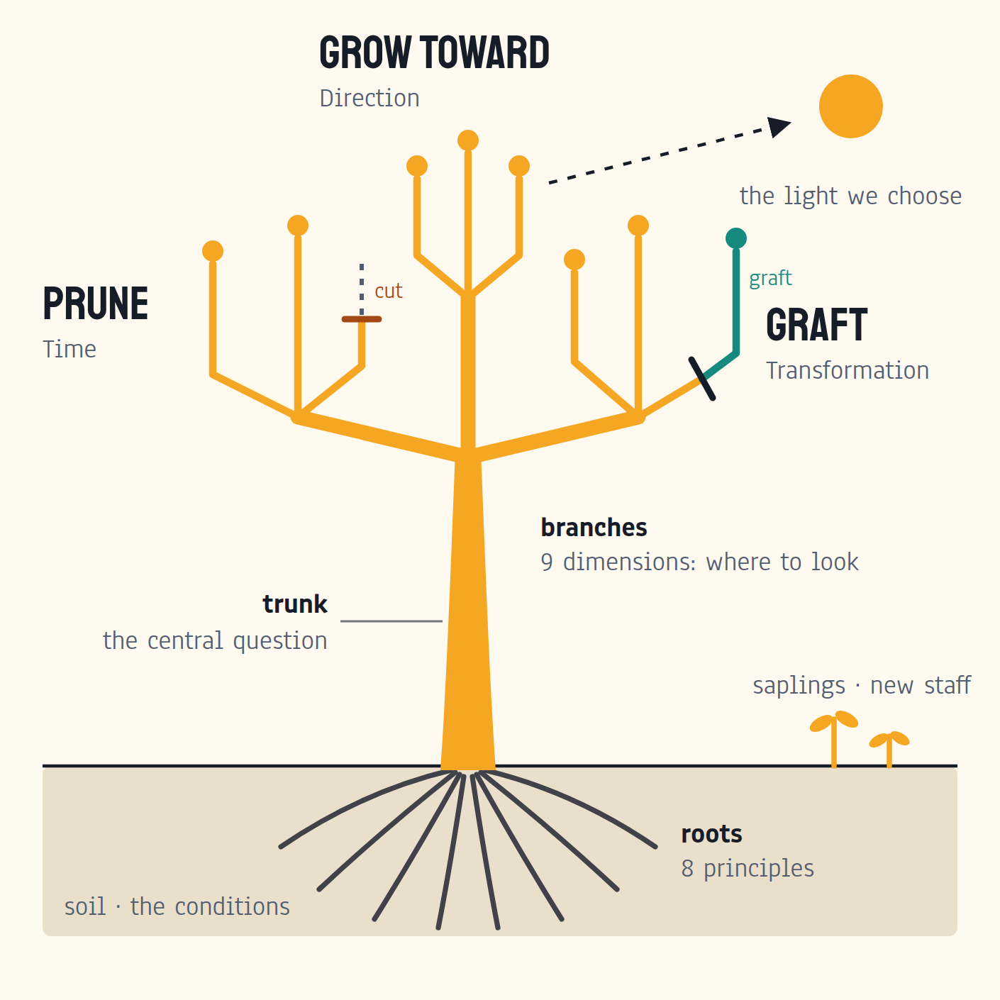 GROW TOWARD
Direction
the light we choose
cut
graft
PRUNE
Time
GRAFT
Transformation
branches
9 dimensions: where to look
trunk
the central question
saplings · new staff
roots
8 principles
soil · the conditions